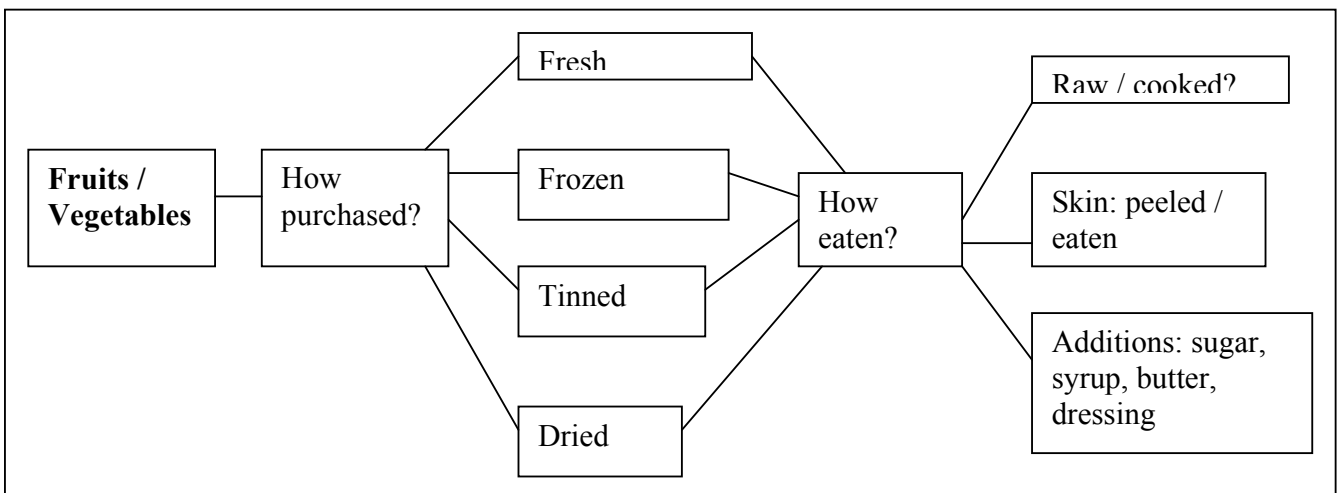 Fruits /
Vegetables
How
purchased?
Fresh
Frozen
Tinned
Dried
How
eaten?
Raw / cooked?
Skin: peeled /
eaten
Additions: sugar,
syrup, butter,
dressing